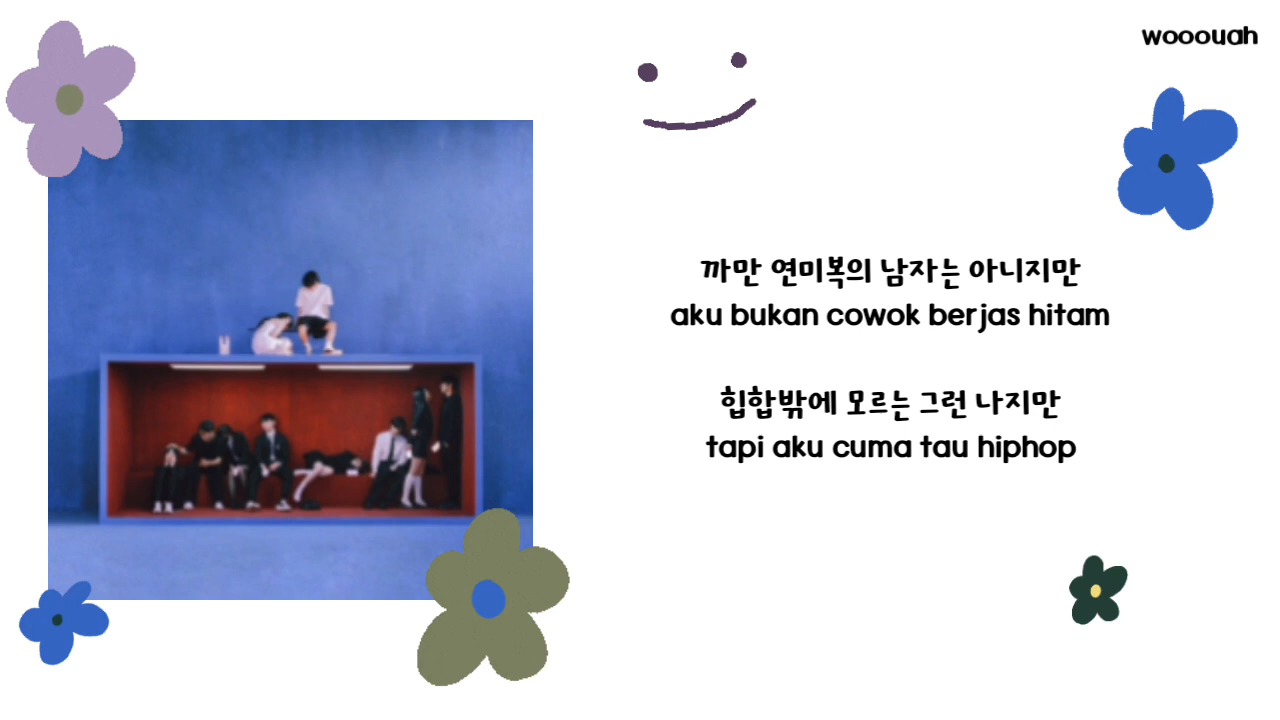 wooouah
까만 연미복의 남자는 아니지만
aku bukan cowok berjas hitam
힙합밖에 모르는 그런 나지만
tapi aku cuma tau hiphop